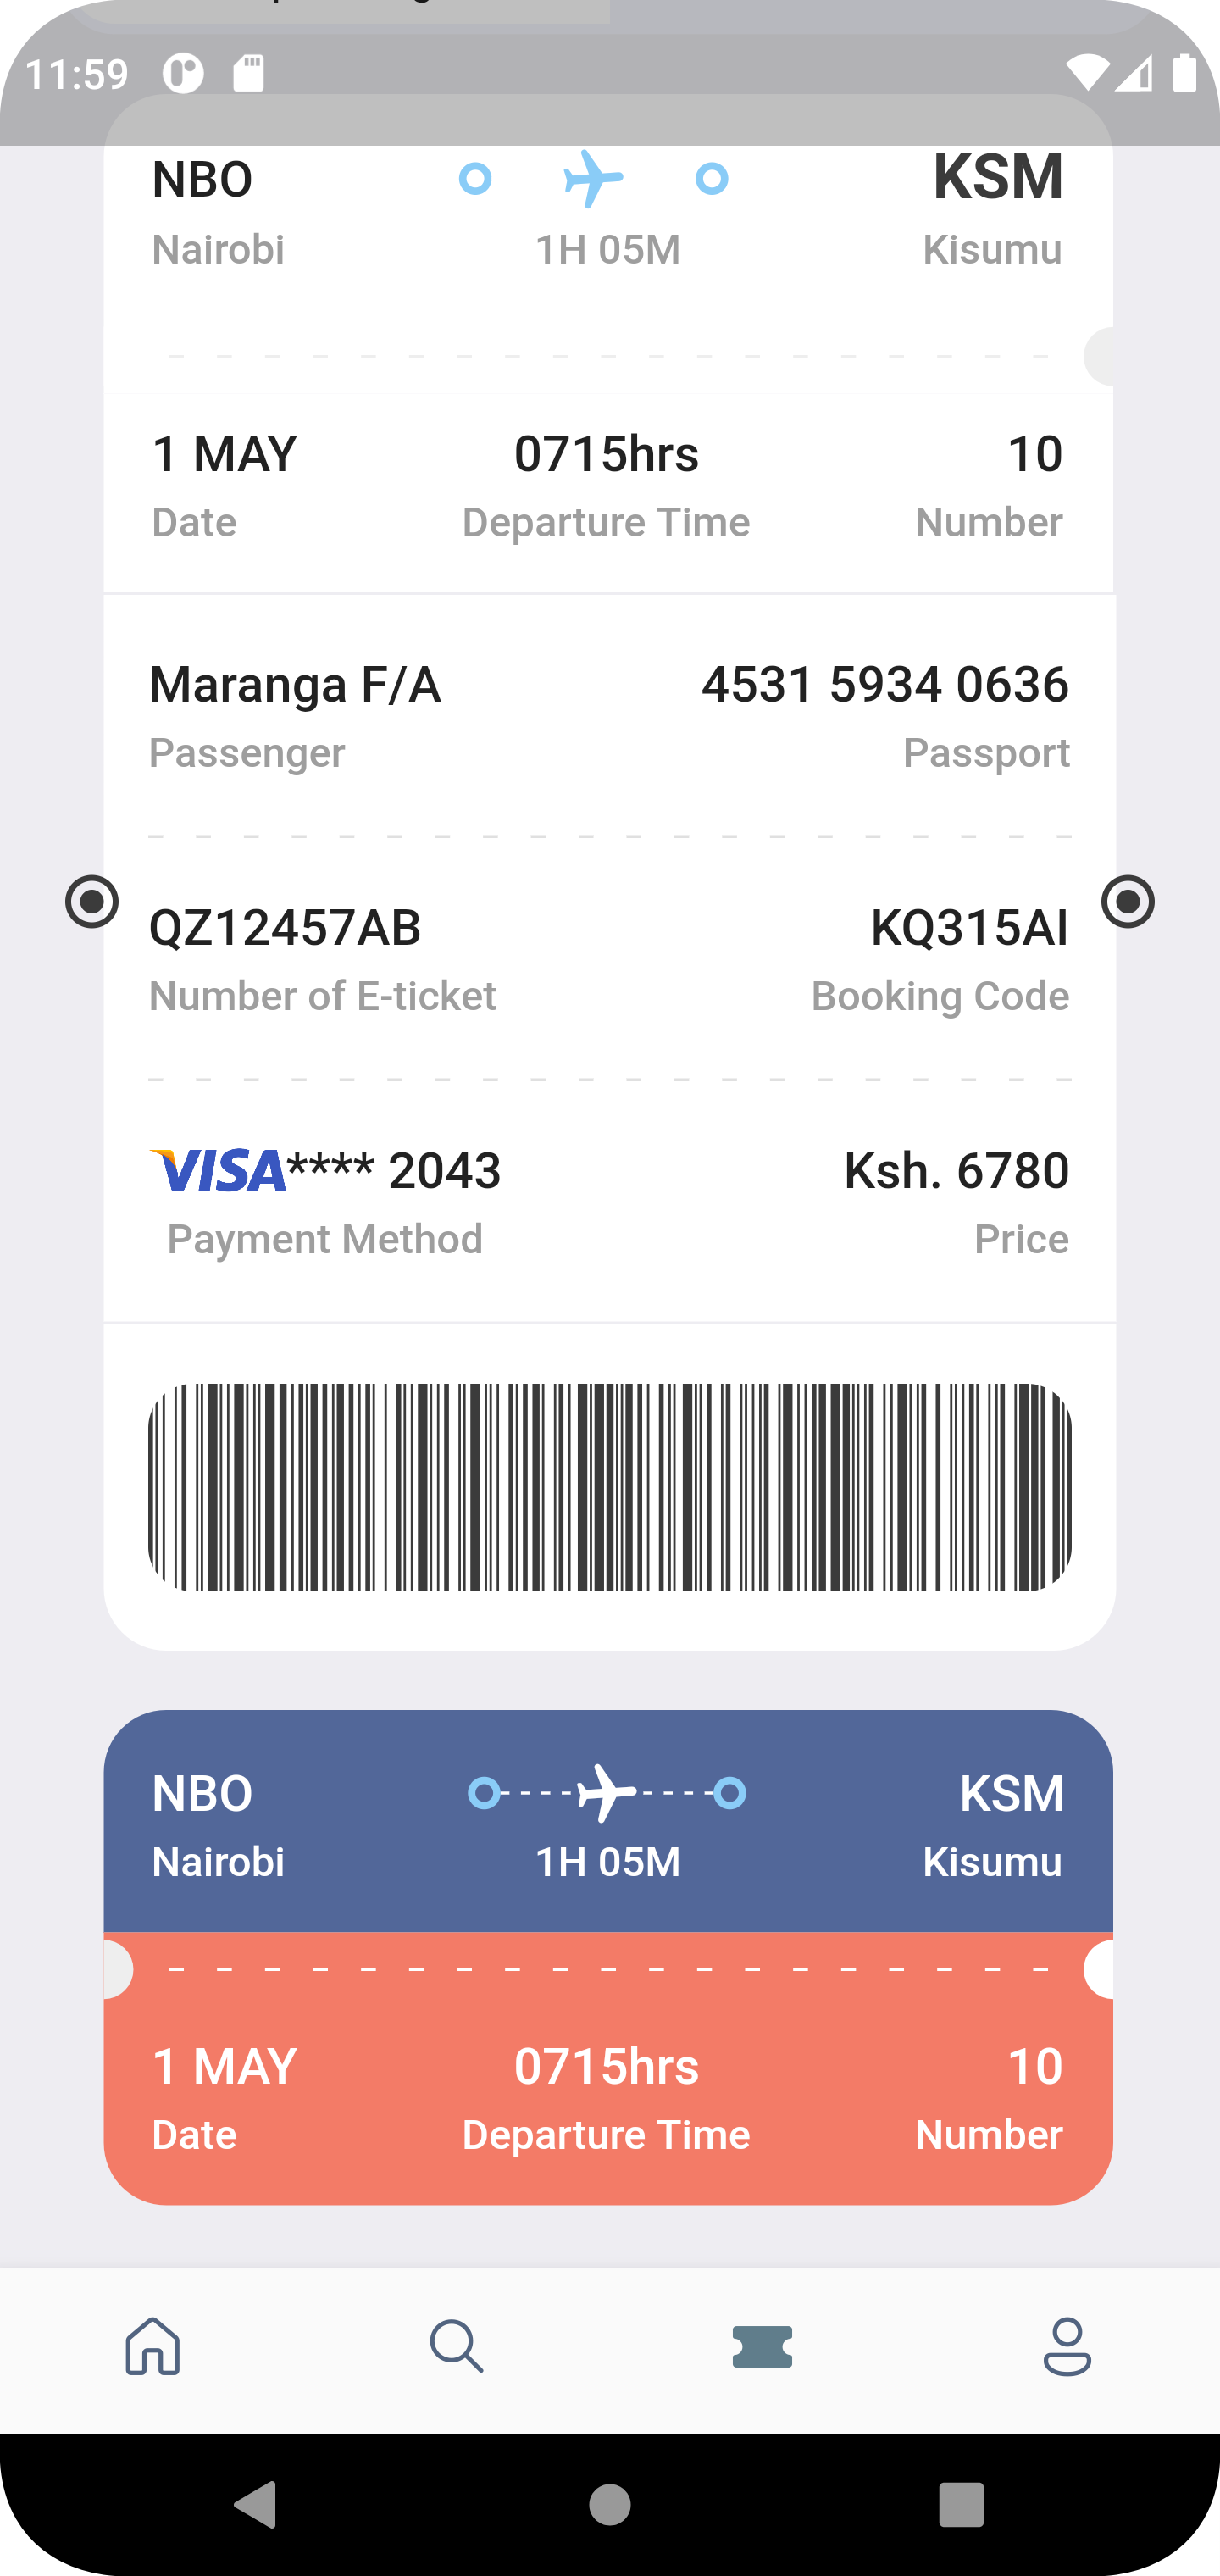 11:59
NBO KSM
Nairobi 1H 05M Kisumu
1 MAY 0715hrs 10
Date Departure Time Number
Maranga F/A 4531 5934 0636
Passenger Passport
QZ12457AB KQ315AI
Number of E-ticket Booking Code
VISA**** 2043 Ksh. 6780
Payment Method Price
NBO KSM
Nairobi 1H 05M Kisumu
1 MAY 0715hrs 10
Date Departure Time Number